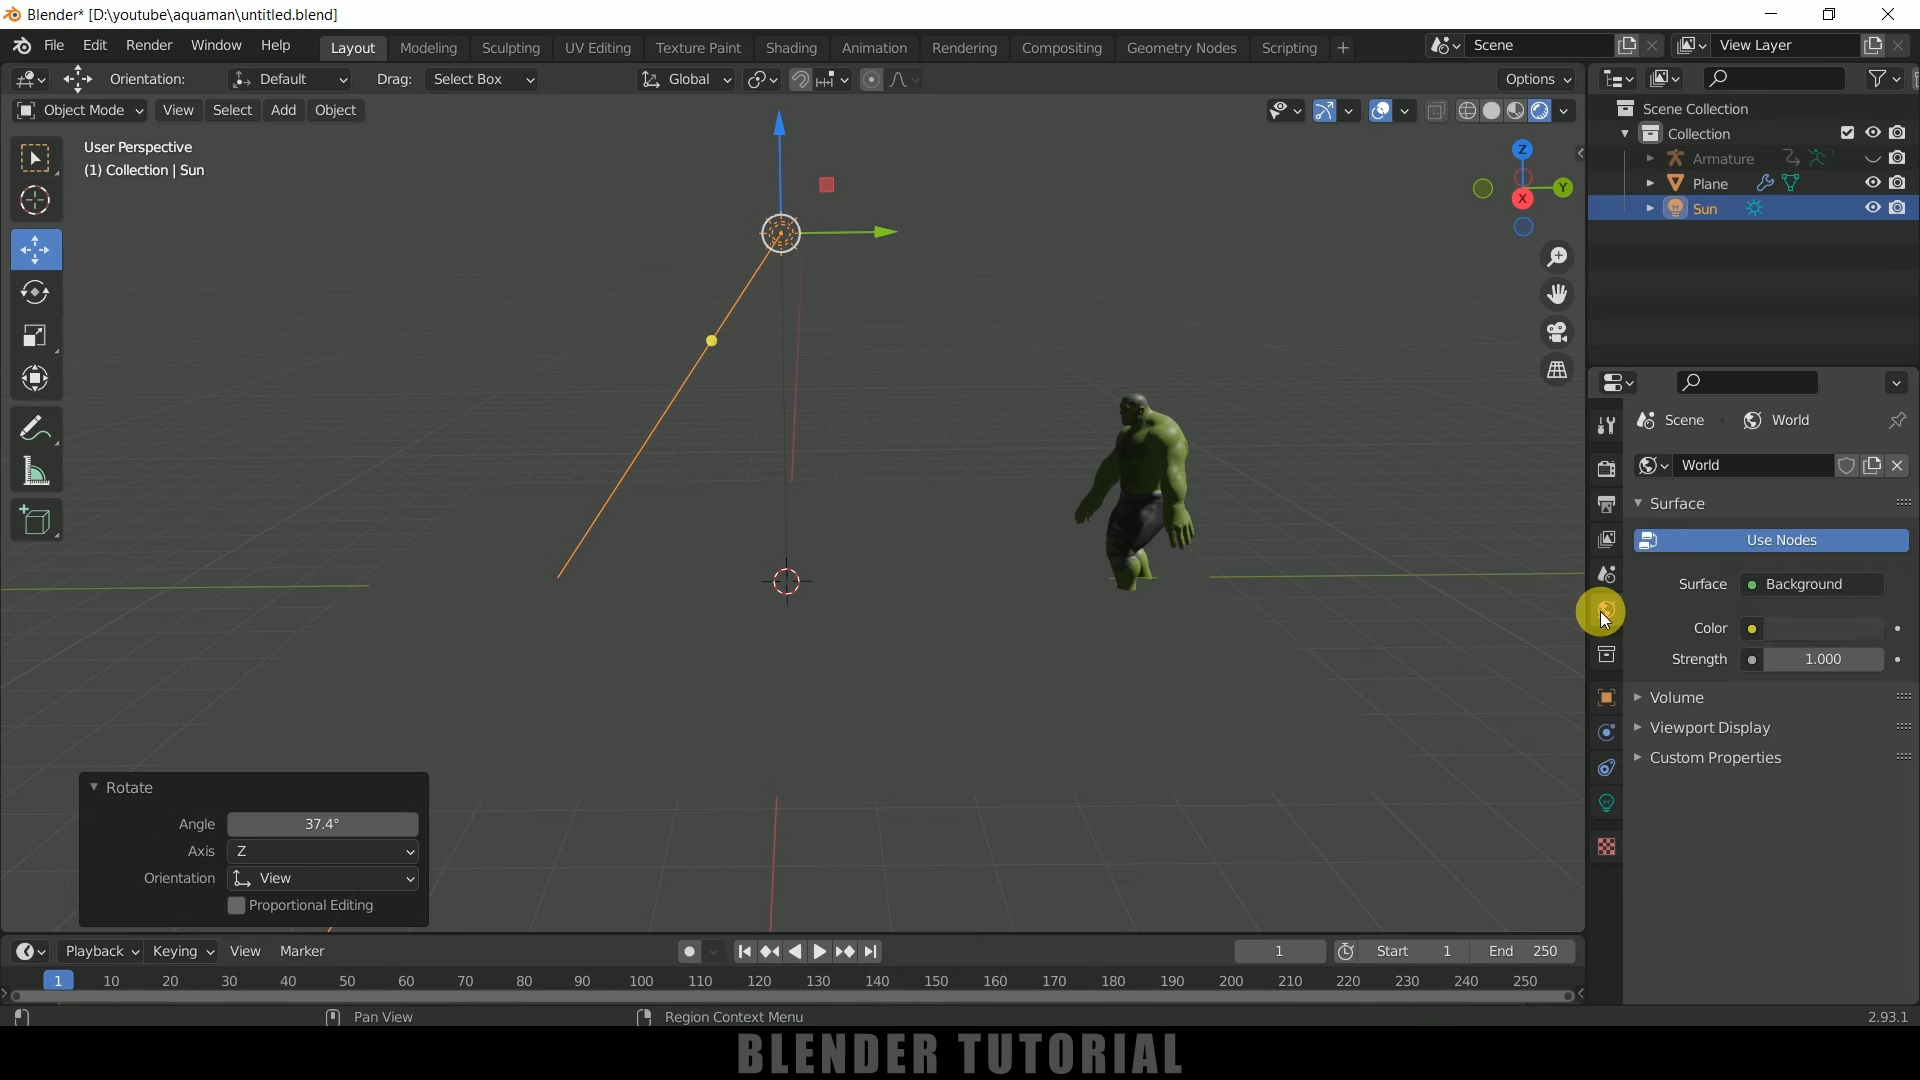 Blender* [D:\youtube\aquaman\untitled.blend]
File Edit Render Window Help Layout Modeling Sculpting UV Editing Texture Paint Shading Animation Rendering Compositing Geometry Nodes Scripting + Scene View Layer
Orientation: Default Drag: Select Box Global Options
Object Mode View Select Add Object
Scene Collection
Collection
Armature
Plane
Sun
User Perspective
(1) Collection | Sun
Z
Y
X
Scene World
World
Surface
Use Nodes
Surface Background
Color
Strength 1.000
Volume
Viewport Display
Custom Properties
Rotate
Angle 37.4°
Axis Z
Orientation View
Proportional Editing
Playback Keying View Marker 1 Start 1 End 250
1 10 20 30 40 50 60 70 80 90 100 110 120 130 140 150 160 170 180 190 200 210 220 230 240 250
Pan View Region Context Menu 2.93.1
BLENDER TUTORIAL